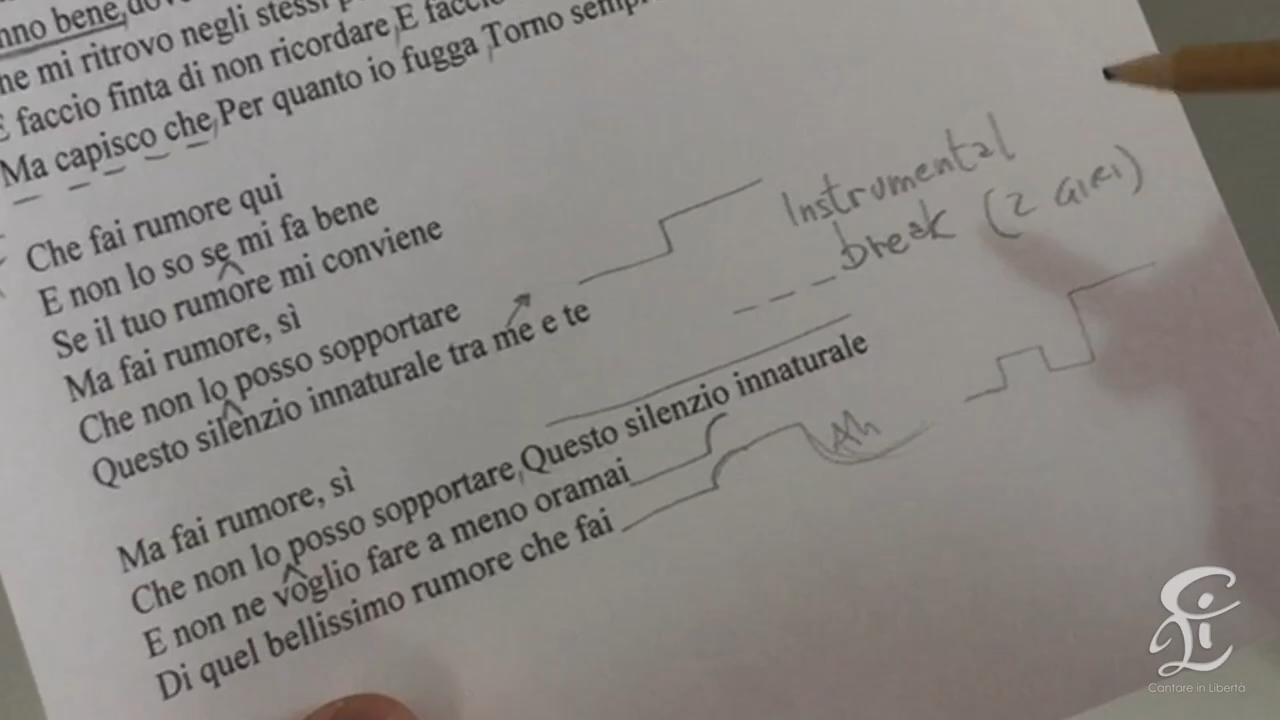 nno bene, dov
he mi ritrovo negli stessi
E faccio finta di non ricordare E facci
Ma capisco che Per quanto io fugga Torno sempr
Che fai rumore qui
E non lo so se mi fa bene
Se il tuo rumore mi conviene
Ma fai rumore, sì
Che non lo posso sopportare
Questo silenzio innaturale tra me e te
Instrumental
break (2 GIRI)
Ma fai rumore, sì
Che non lo posso sopportare Questo silenzio innaturale
E non ne voglio fare a meno oramai
Di quel bellissimo rumore che fai
Ah
Cantare in Libertà